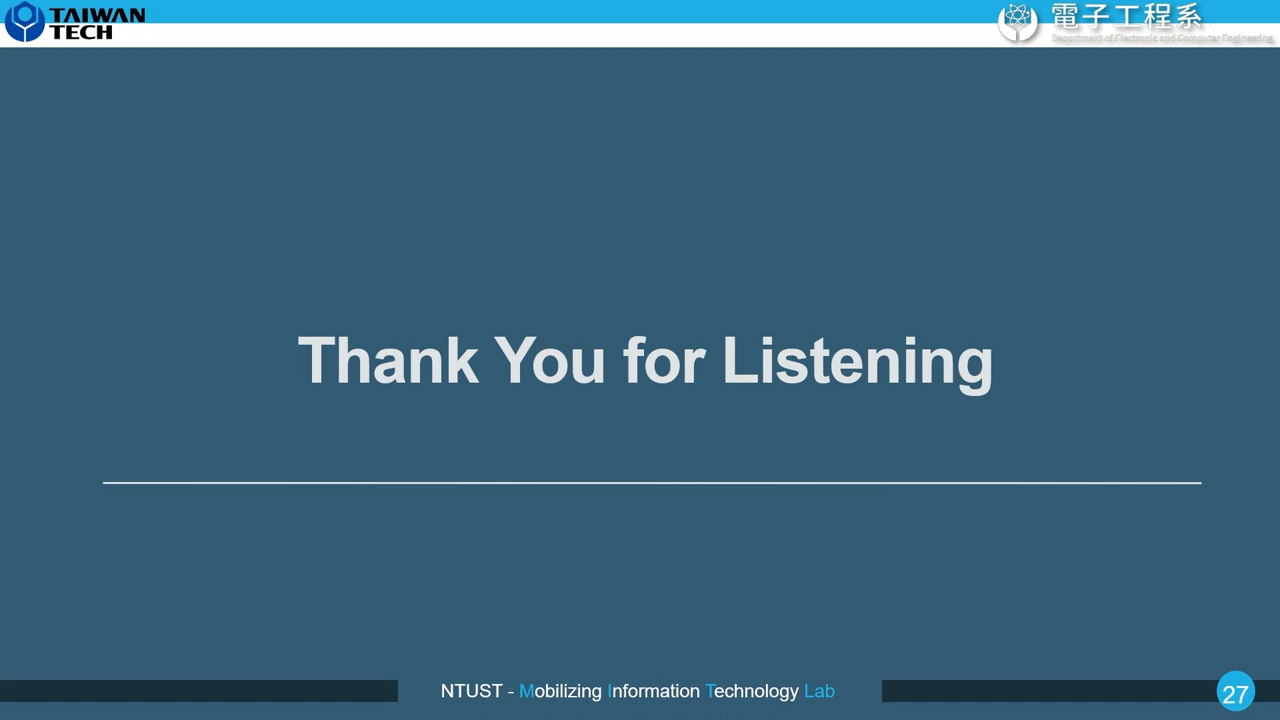 TAIWAN
TECH
電子工程系
Department of Electronic and Computer Engineering
Thank You for Listening
NTUST - Mobilizing Information Technology Lab
27